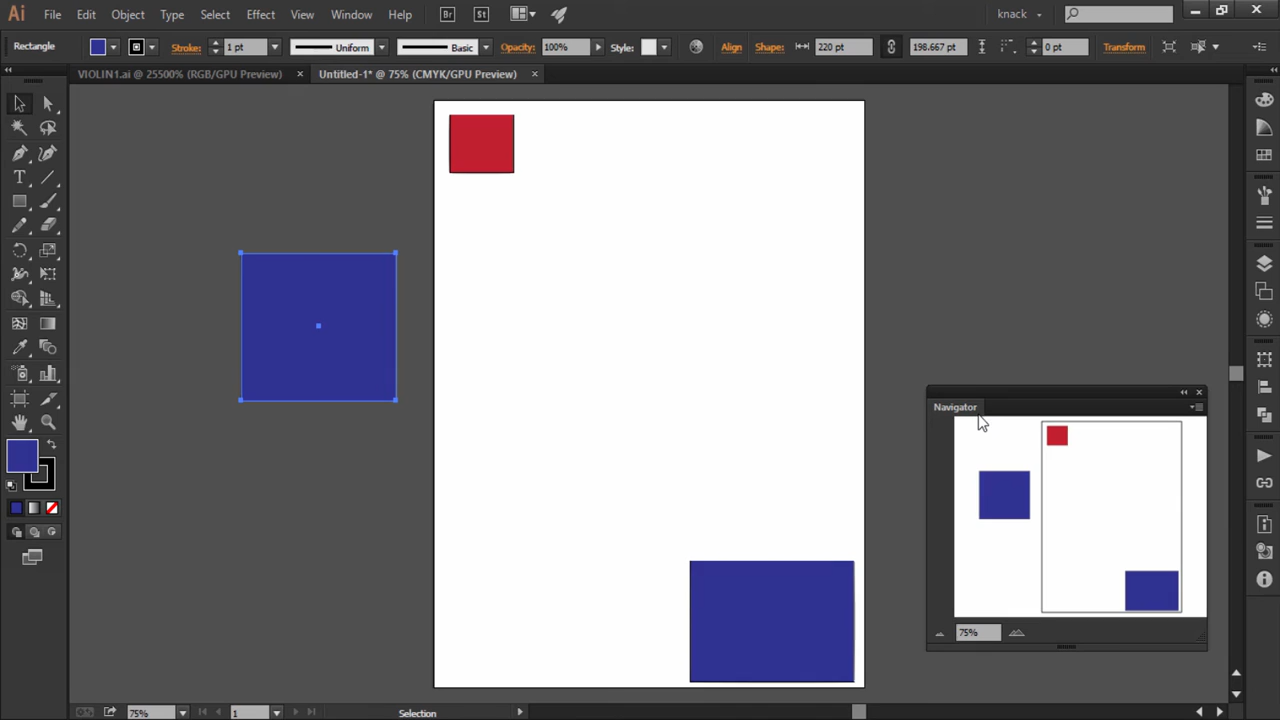 Ai File Edit Object Type Select Effect View Window Help Br St knack
Rectangle Stroke: 1 pt Uniform Basic Opacity: 100% Style: Align Shape: 220 pt 198.667 pt 0 pt Transform
VIOLIN1.ai @ 25500% (RGB/GPU Preview) × Untitled-1* @ 75% (CMYK/GPU Preview) ×
Navigator
75%
75% 1 Selection